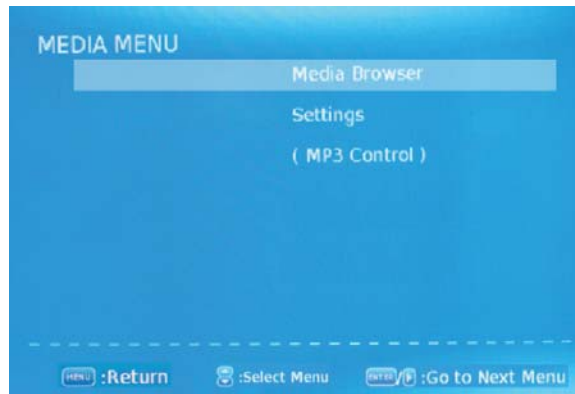 MEDIA MENU
Media Browser
Settings
( MP3 Control )
MENU :Return :Select Menu ENTER/ :Go to Next Menu